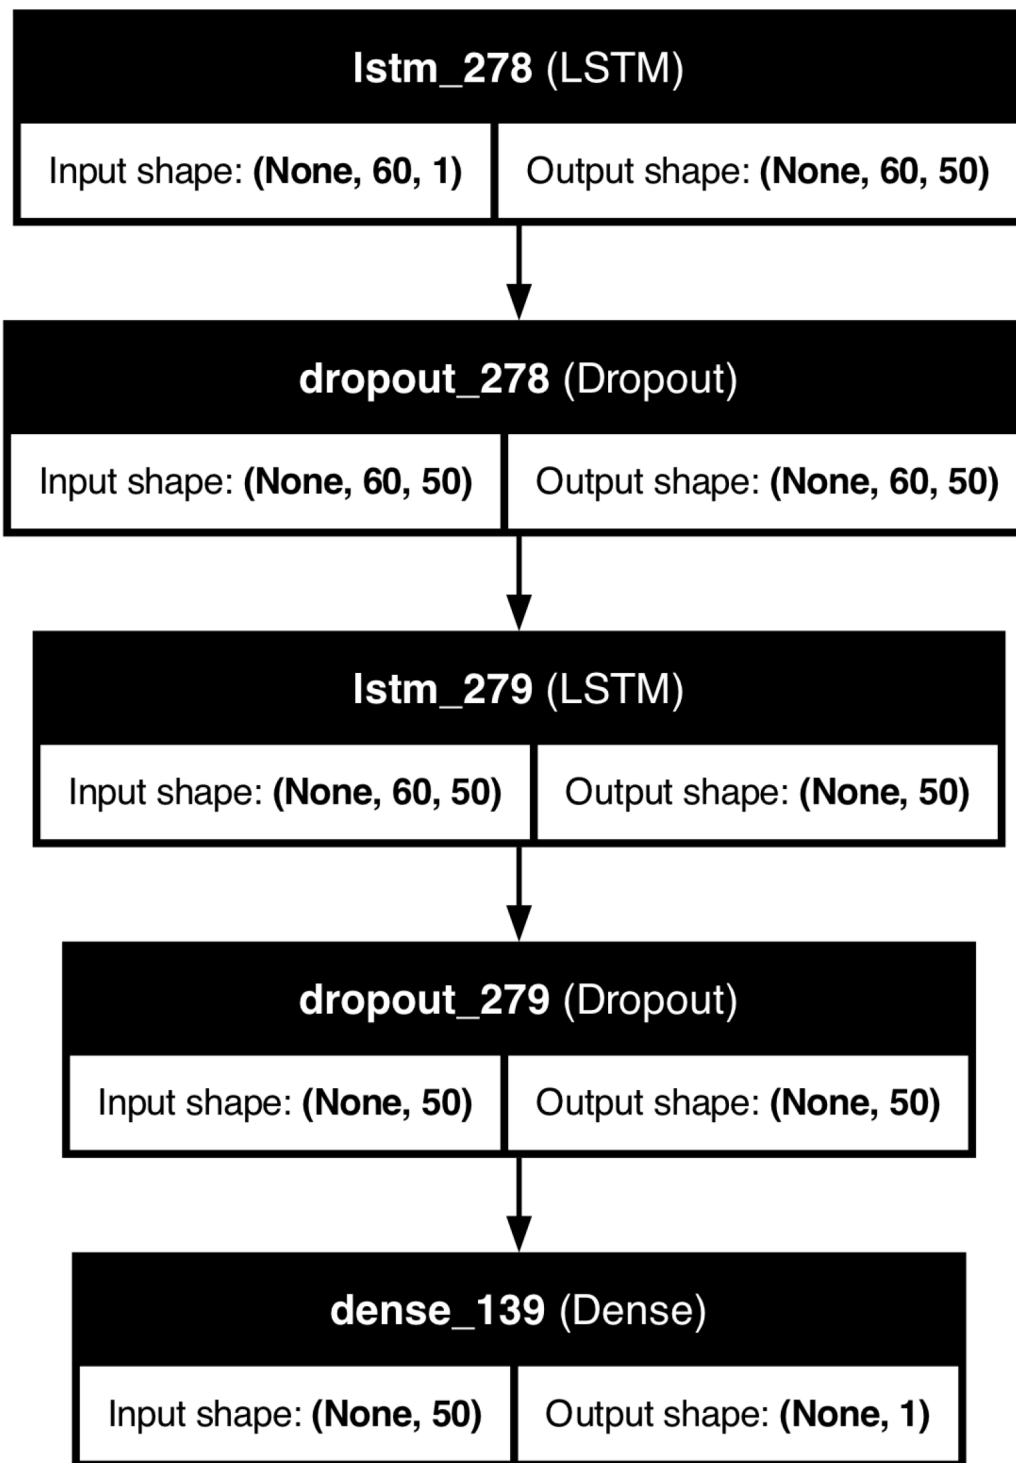 lstm_278 (LSTM)
Input shape: (None, 60, 1) Output shape: (None, 60, 50)
dropout_278 (Dropout)
Input shape: (None, 60, 50) Output shape: (None, 60, 50)
lstm_279 (LSTM)
Input shape: (None, 60, 50) Output shape: (None, 50)
dropout_279 (Dropout)
Input shape: (None, 50) Output shape: (None, 50)
dense_139 (Dense)
Input shape: (None, 50) Output shape: (None, 1)